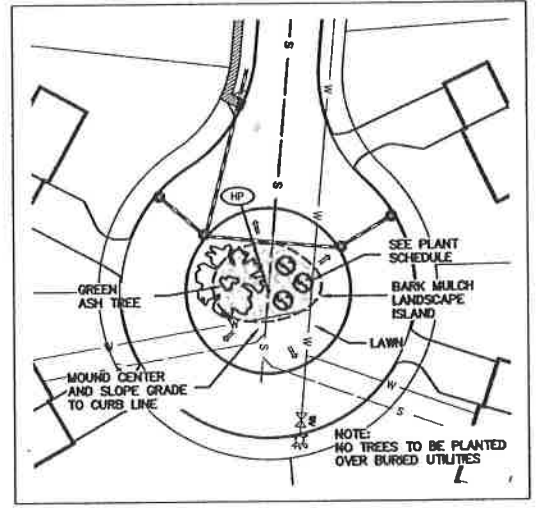 S
W
S
HP
W
SEE PLANT
SCHEDULE
GREEN
ASH TREE
BARK MULCH
LANDSCAPE
ISLAND
LAWN
S
W
W
MOUND CENTER
AND SLOPE GRADE
TO CURB LINE
W
S
NOTE:
NO TREES TO BE PLANTED
OVER BURIED UTILITIES